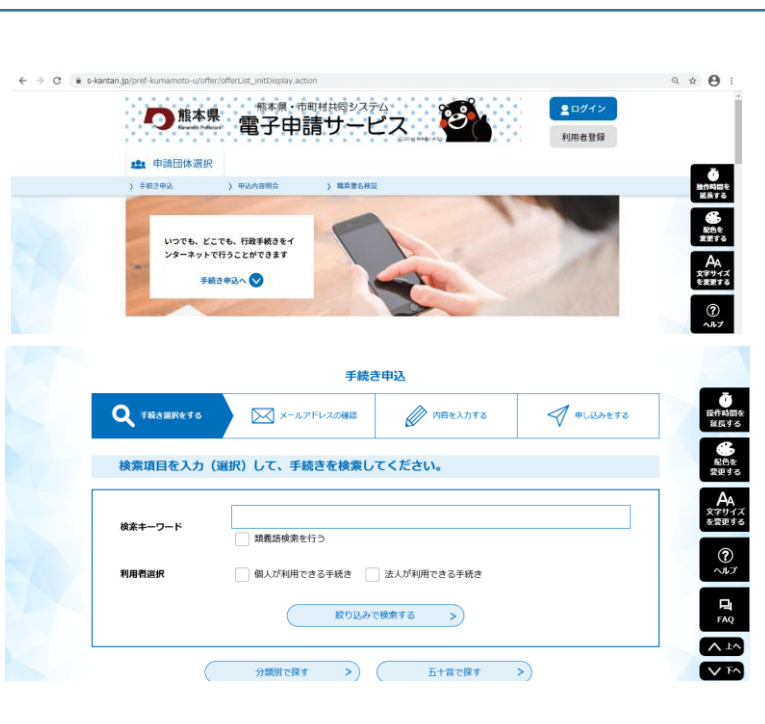 s-kantan.jp/pref-kumamoto-u/offer/offerList_initDisplay.action
熊本県
Kumamoto Prefecture
熊本県・市町村共同システム
電子申請サービス
ログイン
利用者登録
申請団体選択
手続き申込
申込内容照会
職責署名検証
いつでも、どこでも、行政手続きをイ
ンターネットで行うことができます
手続き申込へ
操作時間を
延長する
配色を
変更する
文字サイズ
を変更する
ヘルプ
手続き申込
手続き選択をする
メールアドレスの確認
内容を入力する
申し込みをする
検索項目を入力（選択）して、手続きを検索してください。
検索キーワード
類義語検索を行う
利用者選択
個人が利用できる手続き
法人が利用できる手続き
絞り込みで検索する
分類別で探す
五十音で探す
操作時間を
延長する
配色を
変更する
文字サイズ
を変更する
ヘルプ
FAQ
上へ
下へ